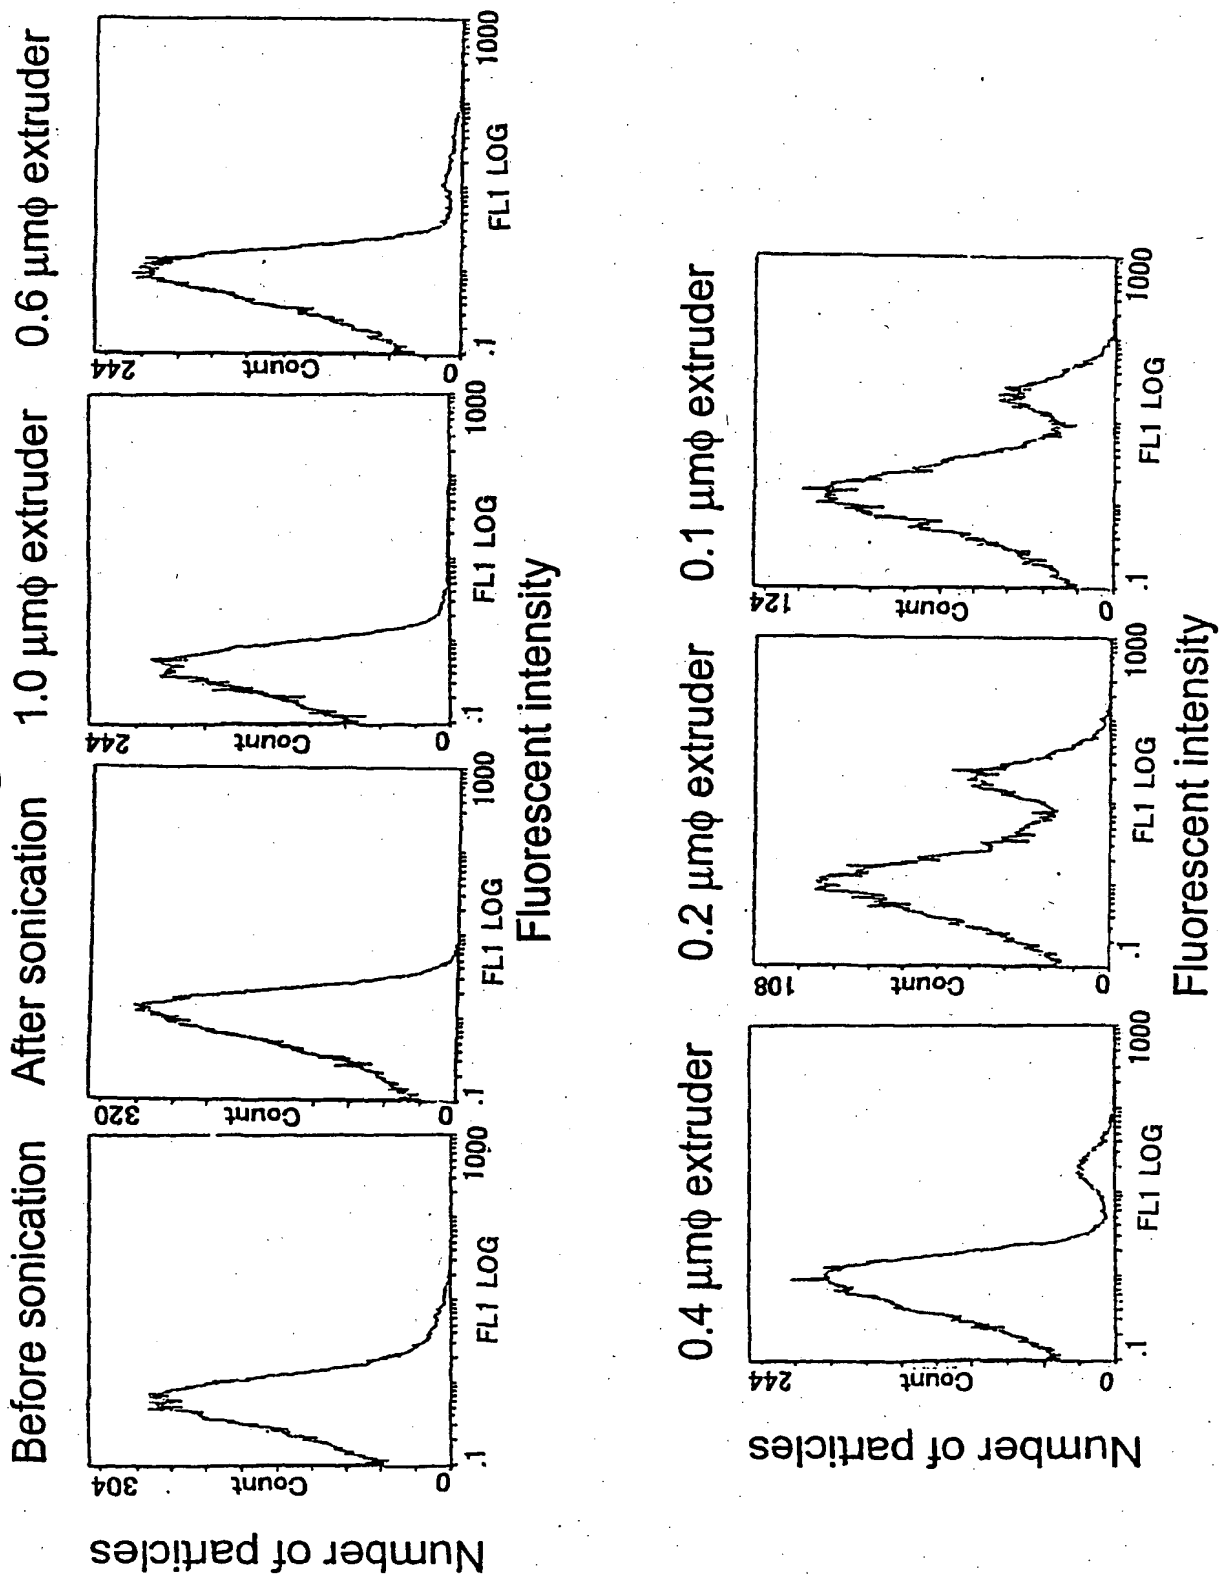 Before sonication
After sonication
1.0 μmφ extruder
0.6 μmφ extruder
Number of particles
304
Count
0
.1
1000
FL1 LOG
320
Count
0
.1
1000
FL1 LOG
244
Count
0
.1
1000
FL1 LOG
244
Count
0
.1
1000
FL1 LOG
Fluorescent intensity
0.4 μmφ extruder
0.2 μmφ extruder
0.1 μmφ extruder
Number of particles
244
Count
0
.1
1000
FL1 LOG
108
Count
0
.1
1000
FL1 LOG
124
Count
0
.1
1000
FL1 LOG
Fluorescent intensity